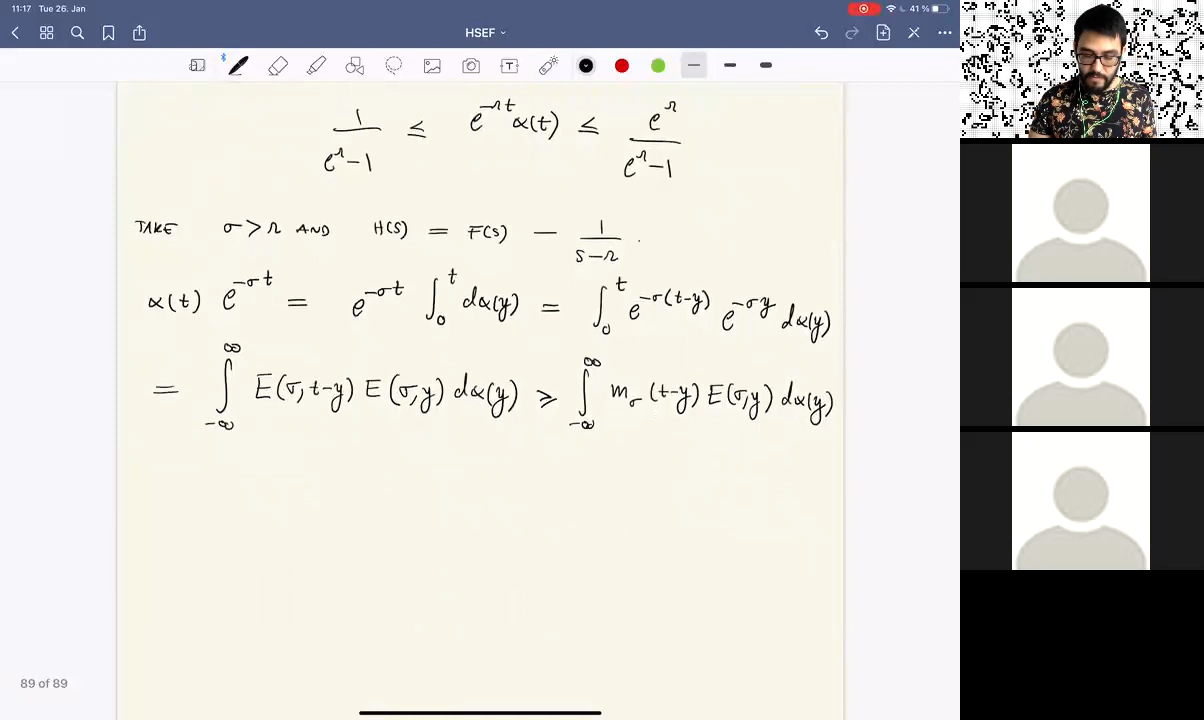 11:17 Tue 26. Jan 41 %
HSEF
1/(e^r − 1) ≤ e^{−rt} α(t) ≤ e^r/(e^r − 1)
TAKE σ > r AND H(S) = F(S) − 1/(S−r).
α(t) e^{−σt} = e^{−σt} ∫_0^t dα(y) = ∫_0^t e^{−σ(t−y)} e^{−σy} dα(y)
= ∫_{−∞}^{∞} E(σ, t−y) E(σ, y) dα(y) ⩾ ∫_{−∞}^{∞} m_σ (t−y) E(σ, y) dα(y)
89 of 89